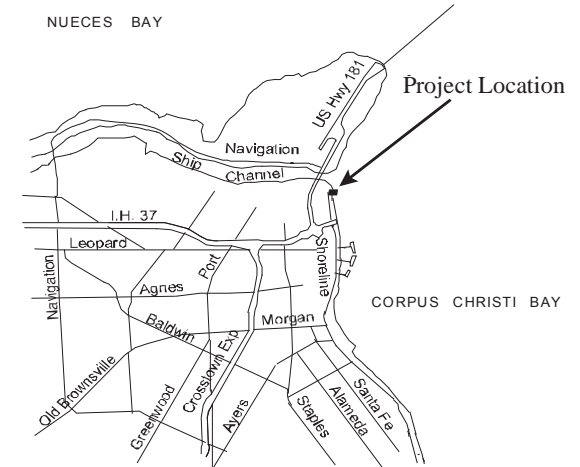 NUECES BAY
US Hwy 181
Project Location
Navigation
Ship
Channel
I.H. 37
Leopard
Port
Shoreline
Navigation
Agnes
CORPUS CHRISTI BAY
Baldwin
Morgan
Crosstown Exp
Old Brownsville
Greenwood
Ayers
Staples
Alameda
Santa Fe